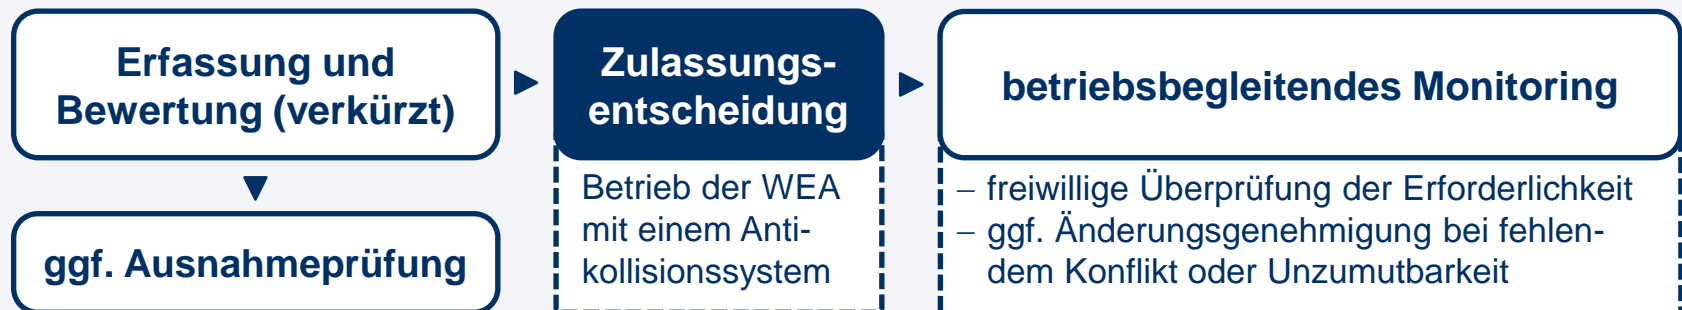 Erfassung und
Bewertung (verkürzt)
ggf. Ausnahmeprüfung
Zulassungs-
entscheidung
Betrieb der WEA
mit einem Anti-
kollisionssystem
betriebsbegleitendes Monitoring
– freiwillige Überprüfung der Erforderlichkeit
– ggf. Änderungsgenehmigung bei fehlen-
dem Konflikt oder Unzumutbarkeit